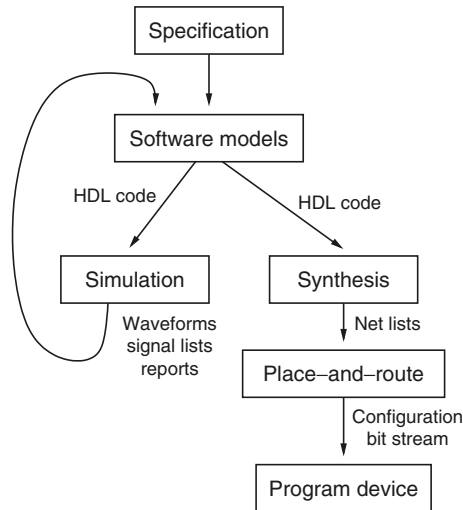 Specification
Software models
HDL code
HDL code
Simulation
Synthesis
Waveforms
signal lists
reports
Net lists
Place–and–route
Configuration
bit stream
Program device